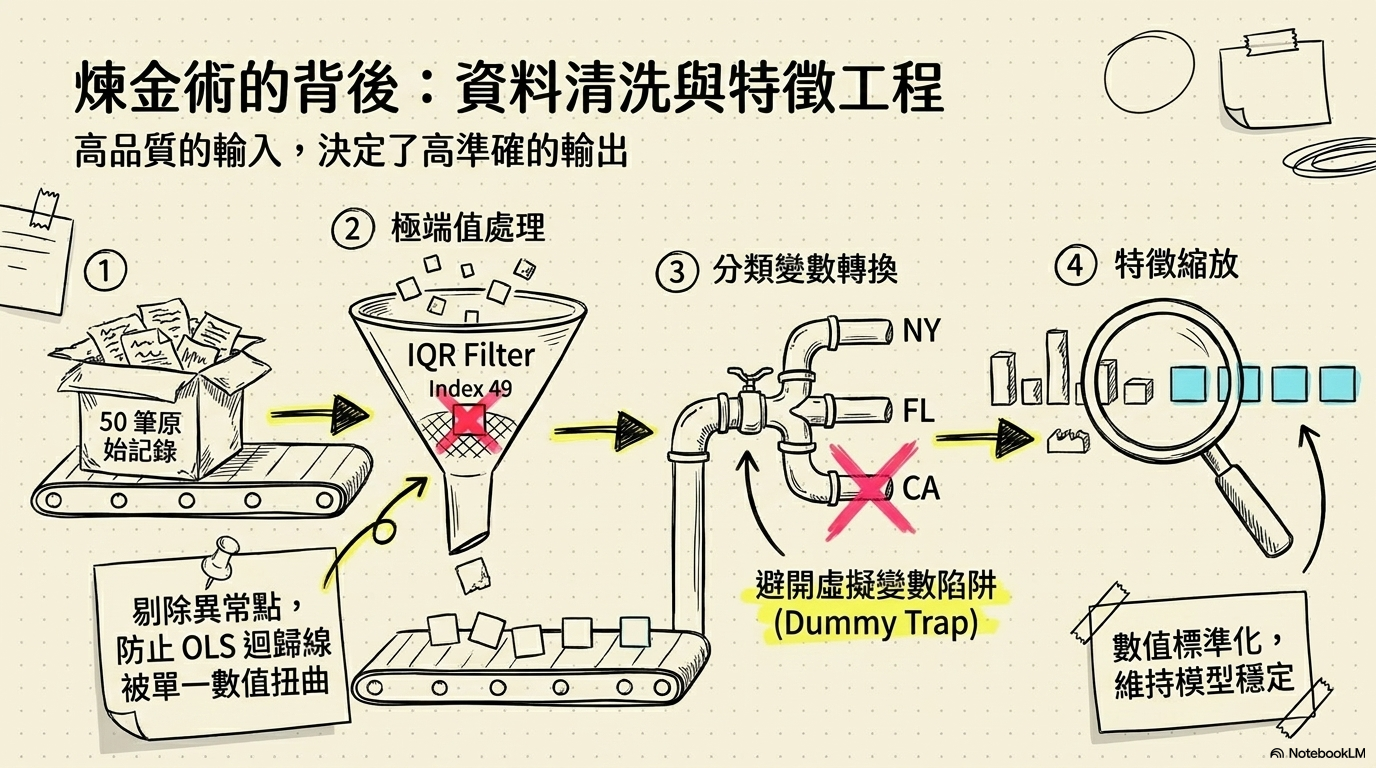 煉金術的背後：資料清洗與特徵工程
高品質的輸入，決定了高準確的輸出
①
50 筆原
始記錄
② 極端值處理
IQR Filter
Index 49
剔除異常點，
防止 OLS 迴歸線
被單一數值扭曲
③ 分類變數轉換
NY
FL
CA
避開虛擬變數陷阱
(Dummy Trap)
④ 特徵縮放
數值標準化，
維持模型穩定
NotebookLM